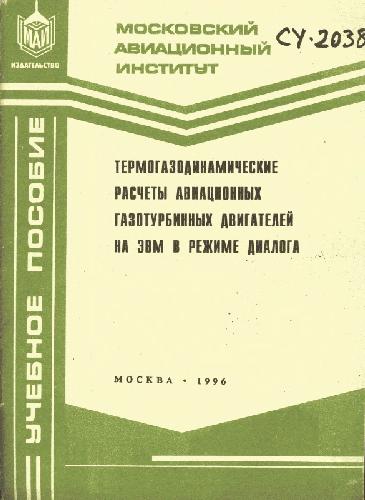 МАИ
ИЗДАТЕЛЬСТВО
МОСКОВСКИЙ
АВИАЦИОННЫЙ
ИНСТИТУТ
СУ-2038
УЧЕБНОЕ ПОСОБИЕ
ТЕРМОГАЗОДИНАМИЧЕСКИЕ
РАСЧЕТЫ АВИАЦИОННЫХ
ГАЗОТУРБИННЫХ ДВИГАТЕЛЕЙ
НА ЭВМ В РЕЖИМЕ ДИАЛОГА
МОСКВА - 1996